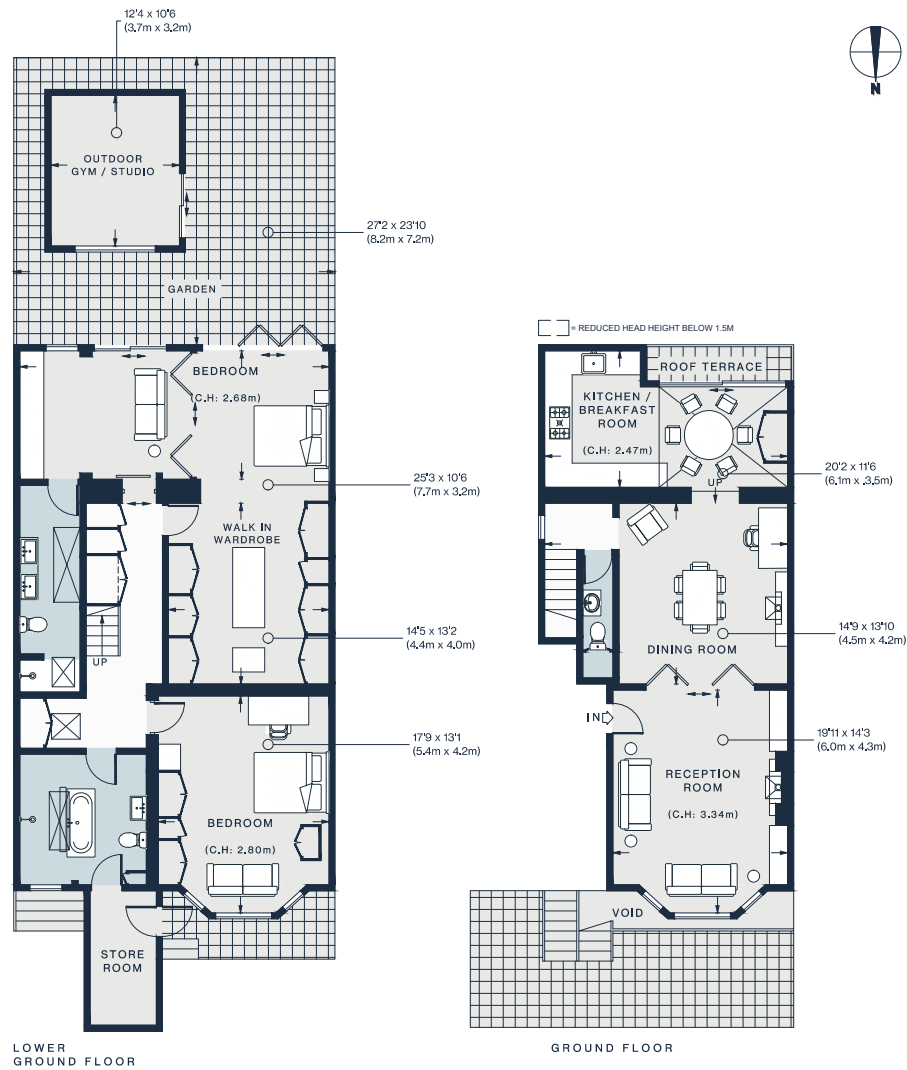 12'4 x 10'6
(3.7m x 3.2m)
N
OUTDOOR
GYM / STUDIO
27'2 x 23'10
(8.2m x 7.2m)
GARDEN
= REDUCED HEAD HEIGHT BELOW 1.5M
BEDROOM
(C.H: 2.68m)
ROOF TERRACE
KITCHEN /
BREAKFAST
ROOM
(C.H: 2.47m)
UP
20'2 x 11'6
(6.1m x .3.5m)
25'3 x 10'6
(7.7m x 3.2m)
WALK IN
WARDROBE
14'5 x 13'2
(4.4m x 4.0m)
UP
14'9 x 13'10
(4.5m x 4.2m)
DINING ROOM
IN
17'9 x 13'1
(5.4m x 4.2m)
19'11 x 14'3
(6.0m x 4.3m)
RECEPTION
ROOM
(C.H: 3.34m)
BEDROOM
(C.H: 2.80m)
VOID
STORE
ROOM
LOWER
GROUND FLOOR
GROUND FLOOR